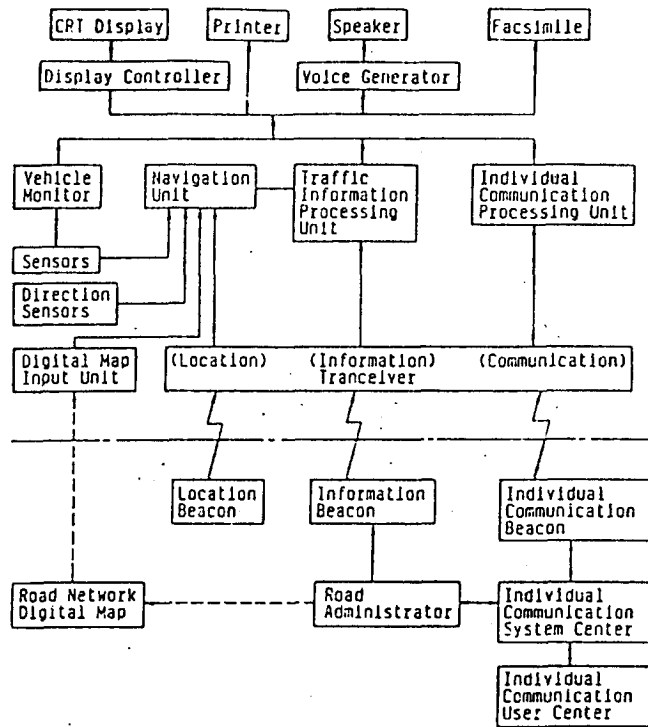 CRT Display
Printer
Speaker
Facsimile
Display Controller
Voice Generator
Vehicle
Monitor
Navigation
Unit
Traffic
Information
Processing
Unit
Individual
Communication
Processing Unit
Sensors
Direction
Sensors
Digital Map
Input Unit
(Location) (Information) (Communication)
Tranceiver
Location
Beacon
Information
Beacon
Individual
Communication
Beacon
Road Network
Digital Map
Road
Administrator
Individual
Communication
System Center
Individual
Communication
User Center